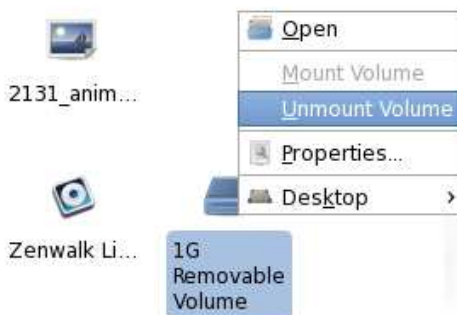 Open
Mount Volume
Unmount Volume
Properties...
Desktop
2131_anim...
Zenwalk Li...
1G
Removable
Volume